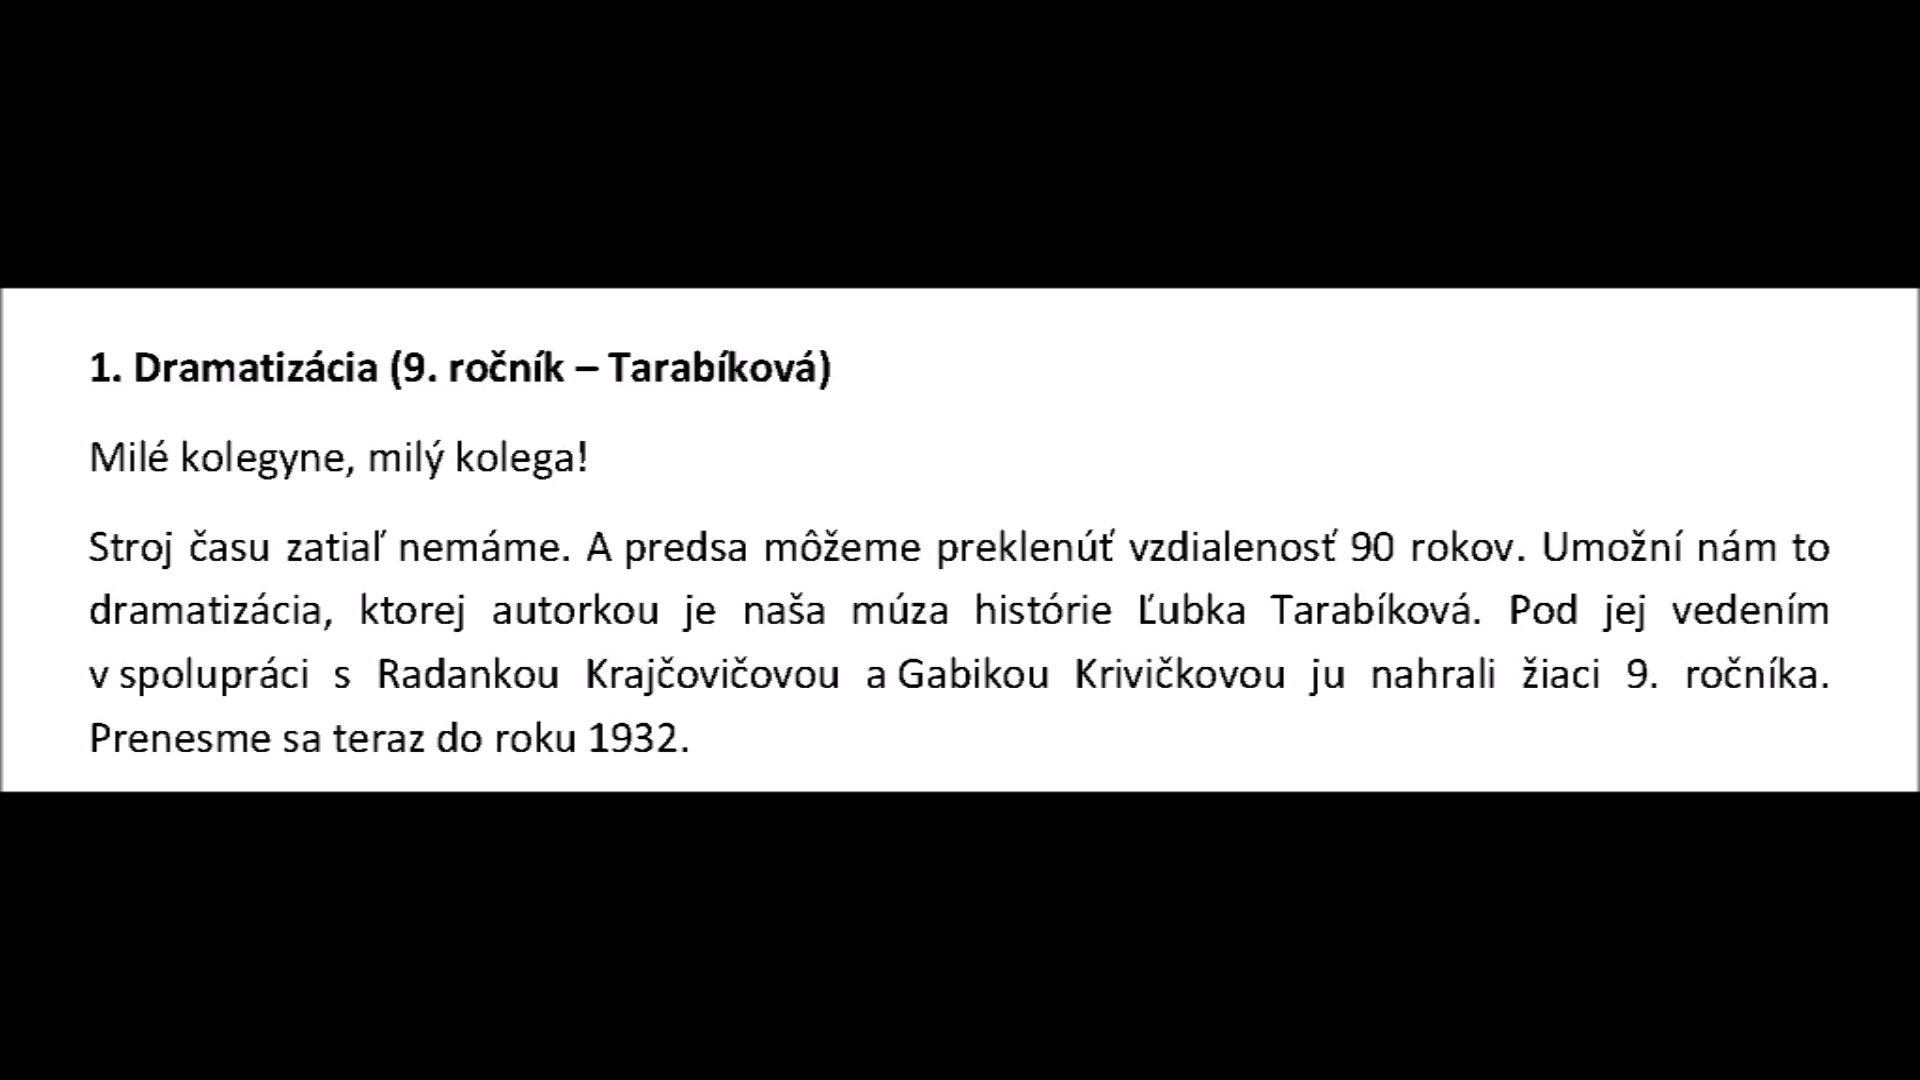 1. Dramatizácia (9. ročník – Tarabíková)
Milé kolegyne, milý kolega!
Stroj času zatiaľ nemáme. A predsa môžeme preklenúť vzdialenosť 90 rokov. Umožní nám to
dramatizácia, ktorej autorkou je naša múza histórie Ľubka Tarabíková. Pod jej vedením
v spolupráci s Radankou Krajčovičovou a Gabikou Krivičkovou ju nahrali žiaci 9. ročníka.
Prenesme sa teraz do roku 1932.